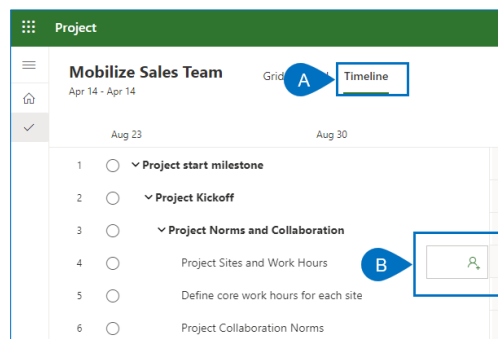 Project
Mobilize Sales Team
Grid
A
Timeline
Apr 14 - Apr 14
Aug 23
Aug 30
1 Project start milestone
2 Project Kickoff
3 Project Norms and Collaboration
4 Project Sites and Work Hours
B
5 Define core work hours for each site
6 Project Collaboration Norms